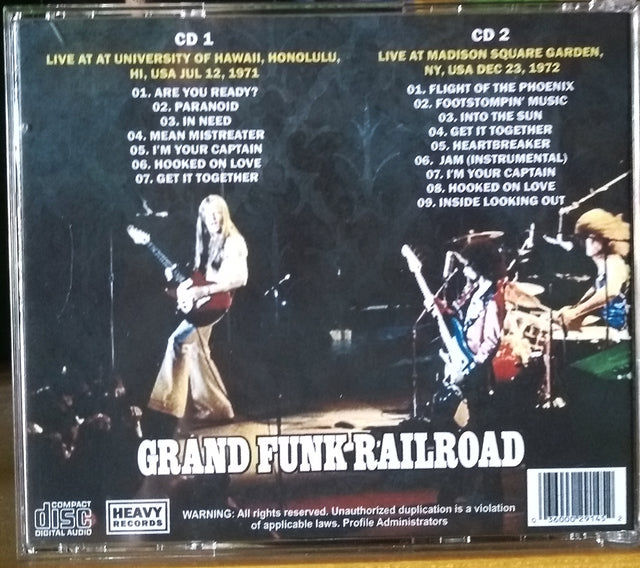 CD 1
LIVE AT AT UNIVERSITY OF HAWAII, HONOLULU,
HI, USA JUL 12, 1971
01. ARE YOU READY?
02. PARANOID
03. IN NEED
04. MEAN MISTREATER
05. I'M YOUR CAPTAIN
06. HOOKED ON LOVE
07. GET IT TOGETHER
CD 2
LIVE AT MADISON SQUARE GARDEN,
NY, USA DEC 23, 1972
01. FLIGHT OF THE PHOENIX
02. FOOTSTOMPIN' MUSIC
03. INTO THE SUN
04. GET IT TOGETHER
05. HEARTBREAKER
06. JAM (INSTRUMENTAL)
07. I'M YOUR CAPTAIN
08. HOOKED ON LOVE
09. INSIDE LOOKING OUT
GRAND FUNK RAILROAD
COMPACT
disc
DIGITAL AUDIO
HEAVY
RECORDS
WARNING: All rights reserved. Unauthorized duplication is a violation
of applicable laws. Profile Administrators
0 36000 29145 2